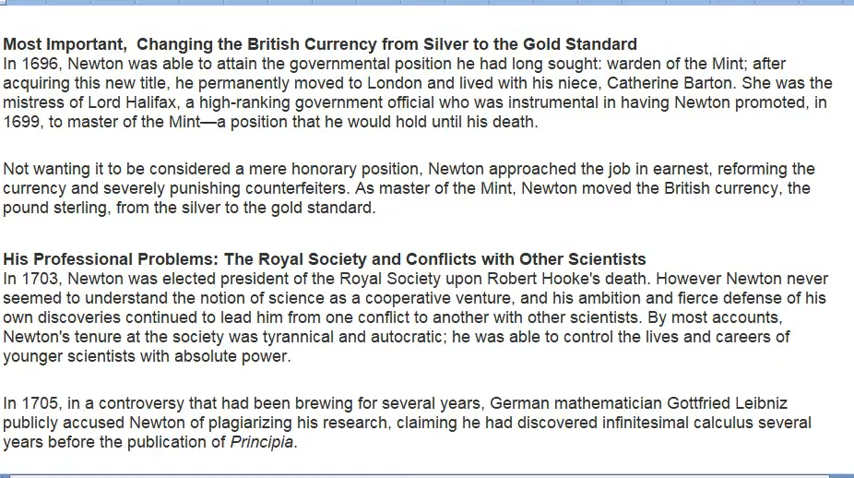 Most Important,  Changing the British Currency from Silver to the Gold Standard
In 1696, Newton was able to attain the governmental position he had long sought: warden of the Mint; after
acquiring this new title, he permanently moved to London and lived with his niece, Catherine Barton. She was the
mistress of Lord Halifax, a high-ranking government official who was instrumental in having Newton promoted, in
1699, to master of the Mint—a position that he would hold until his death.
Not wanting it to be considered a mere honorary position, Newton approached the job in earnest, reforming the
currency and severely punishing counterfeiters. As master of the Mint, Newton moved the British currency, the
pound sterling, from the silver to the gold standard.
His Professional Problems: The Royal Society and Conflicts with Other Scientists
In 1703, Newton was elected president of the Royal Society upon Robert Hooke's death. However Newton never
seemed to understand the notion of science as a cooperative venture, and his ambition and fierce defense of his
own discoveries continued to lead him from one conflict to another with other scientists. By most accounts,
Newton's tenure at the society was tyrannical and autocratic; he was able to control the lives and careers of
younger scientists with absolute power.
In 1705, in a controversy that had been brewing for several years, German mathematician Gottfried Leibniz
publicly accused Newton of plagiarizing his research, claiming he had discovered infinitesimal calculus several
years before the publication of Principia.